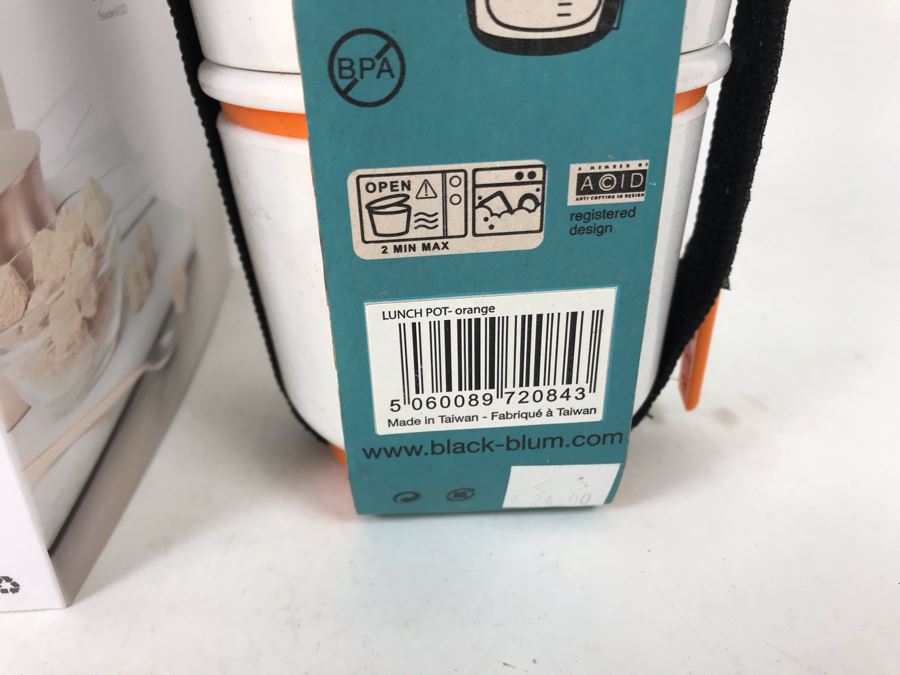 BPA
OPEN
2 MIN MAX
A MEMBER OF
ACID
ANTI COPYING IN DESIGN
registered
design
LUNCH POT- orange
5 060089 720843
Made in Taiwan - Fabriqué à Taiwan
www.black-blum.com